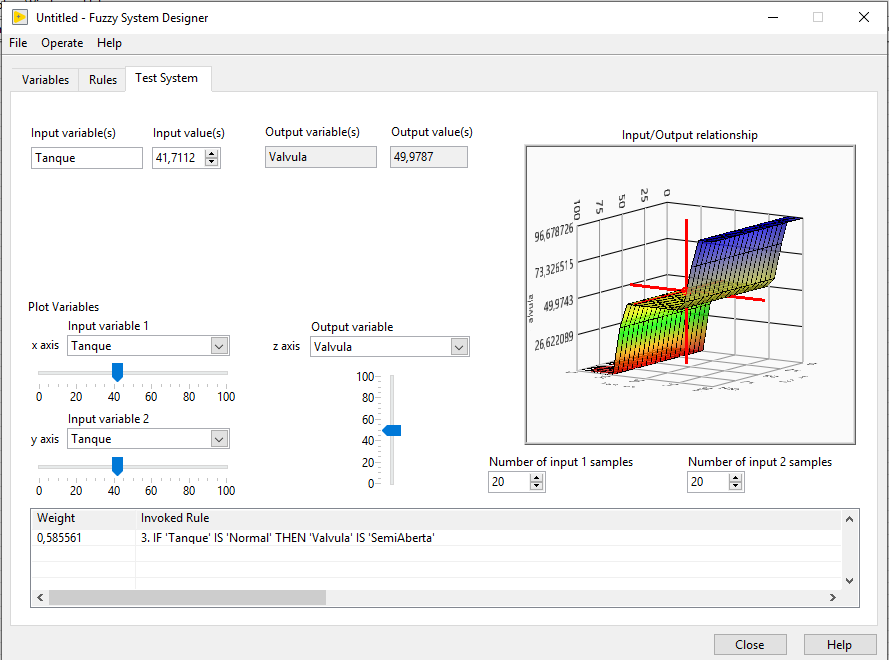 Untitled - Fuzzy System Designer
File Operate Help
Variables Rules Test System
Input variable(s) Input value(s) Output variable(s) Output value(s)
Tanque 41,7112 Valvula 49,9787
Input/Output relationship
100 75 50 25 0
96,678726
73,326515
49,9743
26,622089
Plot Variables
Input variable 1
x axis Tanque
0 20 40 60 80 100
Input variable 2
y axis Tanque
0 20 40 60 80 100
Output variable
z axis Valvula
100
80
60
40
20
0
Number of input 1 samples Number of input 2 samples
20 20
Weight Invoked Rule
0,585561 3. IF 'Tanque' IS 'Normal' THEN 'Valvula' IS 'SemiAberta'
Close Help